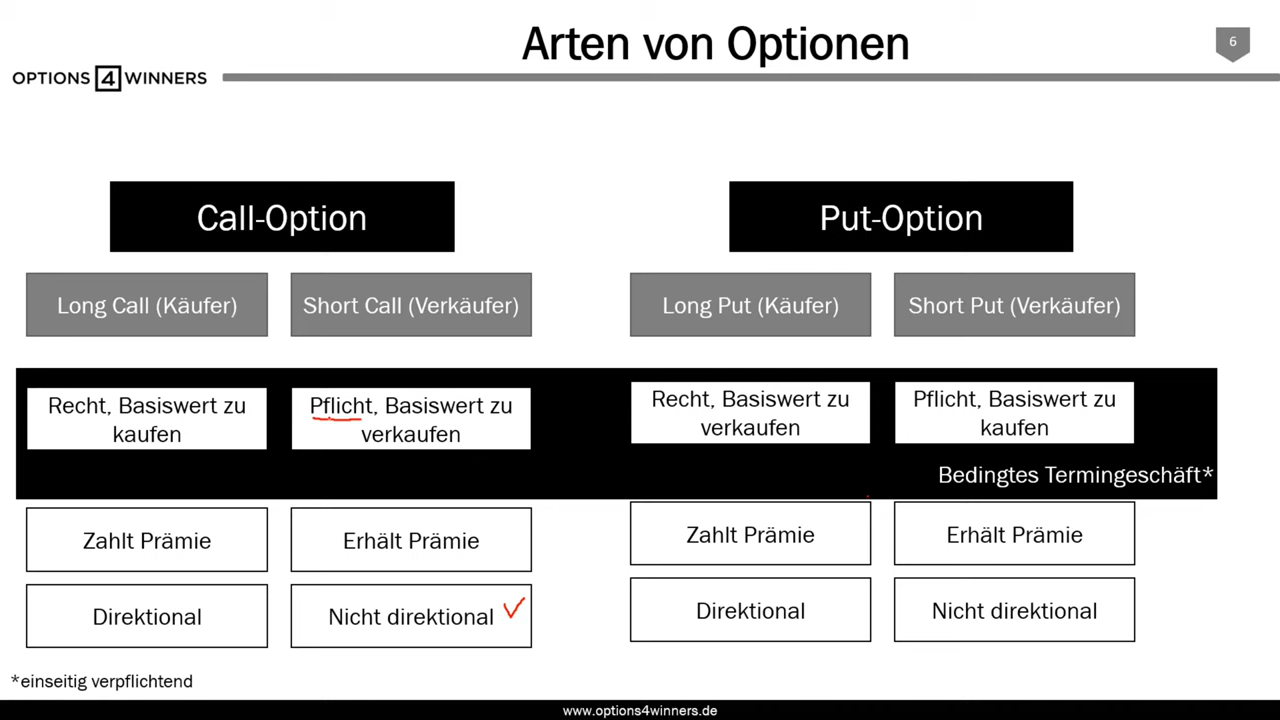 Arten von Optionen
6
OPTIONS 4 WINNERS
Call-Option
Put-Option
Long Call (Käufer)
Short Call (Verkäufer)
Long Put (Käufer)
Short Put (Verkäufer)
Recht, Basiswert zu
kaufen
Pflicht, Basiswert zu
verkaufen
Recht, Basiswert zu
verkaufen
Pflicht, Basiswert zu
kaufen
Bedingtes Termingeschäft*
Zahlt Prämie
Erhält Prämie
Zahlt Prämie
Erhält Prämie
Direktional
Nicht direktional
Direktional
Nicht direktional
*einseitig verpflichtend
www.options4winners.de